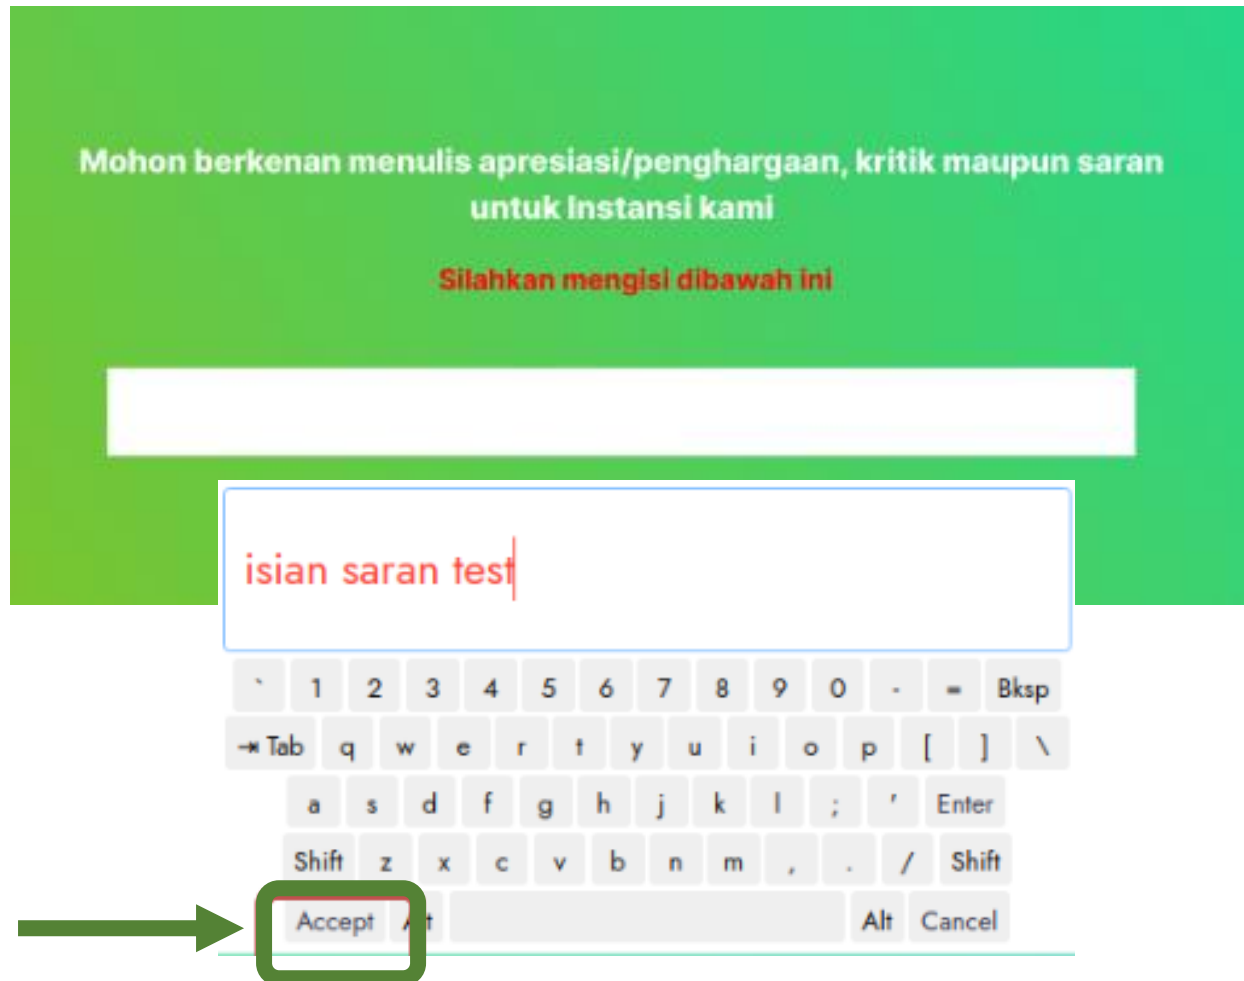 Mohon berkenan menulis apresiasi/penghargaan, kritik maupun saran
untuk Instansi kami
Silahkan mengisi dibawah ini
isian saran test
` 1 2 3 4 5 6 7 8 9 0 - = Bksp
⇥ Tab q w e r t y u i o p [ ] \
a s d f g h j k l ; ' Enter
Shift z x c v b n m , . / Shift
Accept Alt Alt Cancel